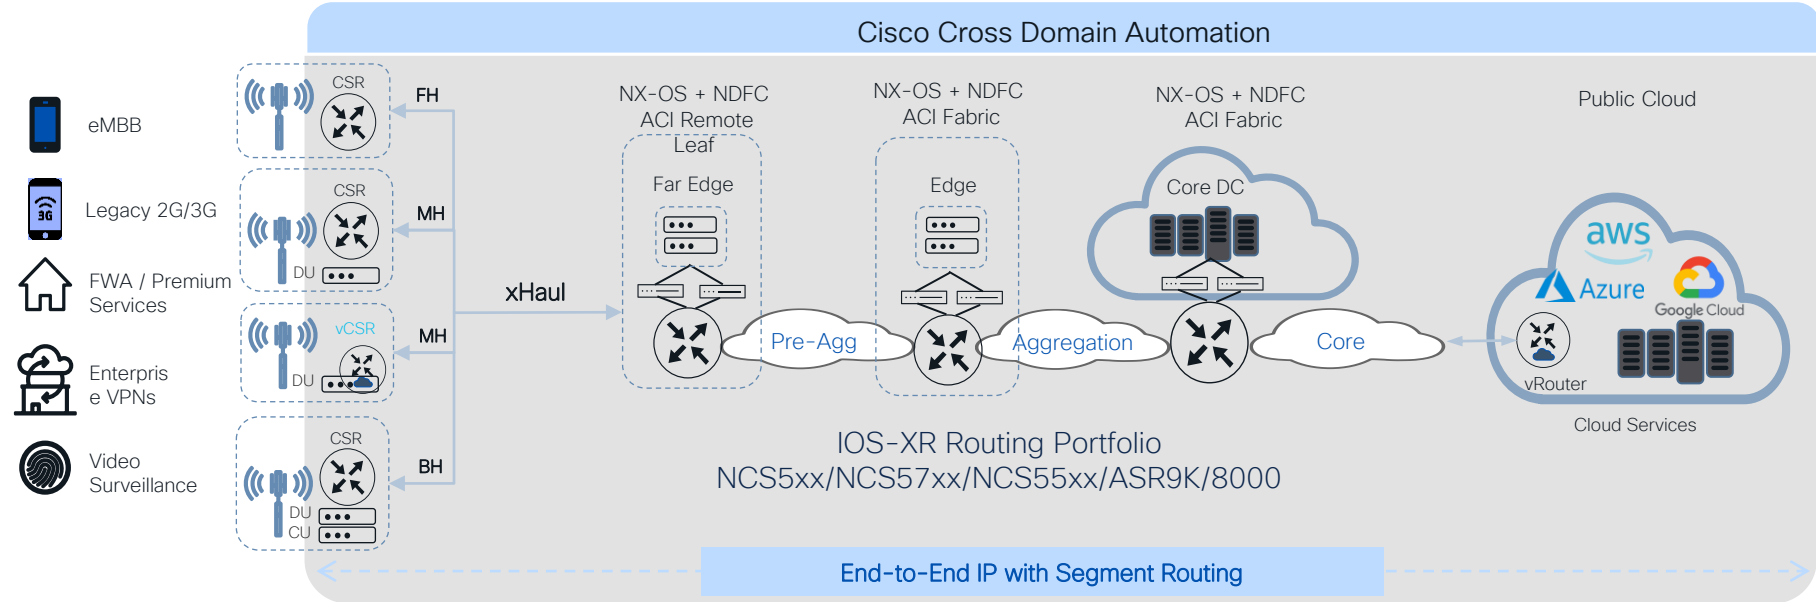 Cisco Cross Domain Automation
eMBB
Legacy 2G/3G
3G
FWA / Premium
Services
Enterpris
e VPNs
Video
Surveillance
CSR
FH
CSR
MH
DU
vCSR
MH
DU
CSR
BH
DU
CU
xHaul
NX-OS + NDFC
ACI Remote
Leaf
Far Edge
Pre-Agg
NX-OS + NDFC
ACI Fabric
Edge
Aggregation
NX-OS + NDFC
ACI Fabric
Core DC
Core
Public Cloud
aws
Azure
Google Cloud
vRouter
Cloud Services
IOS-XR Routing Portfolio
NCS5xx/NCS57xx/NCS55xx/ASR9K/8000
End-to-End IP with Segment Routing